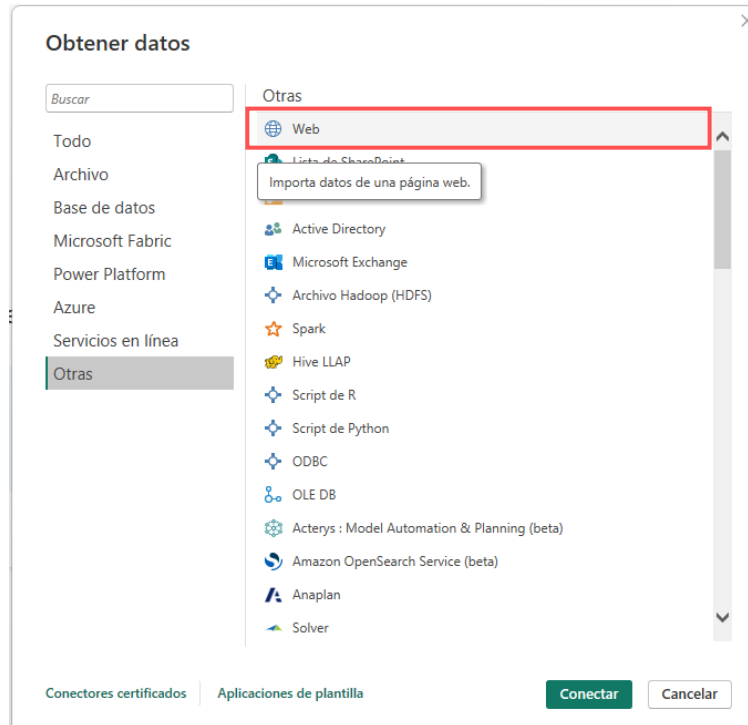 Obtener datos
Buscar
Todo
Archivo
Base de datos
Microsoft Fabric
Power Platform
Azure
Servicios en línea
Otras
Otras
Web
Lista de SharePoint
Importa datos de una página web.
Active Directory
Microsoft Exchange
Archivo Hadoop (HDFS)
Spark
Hive LLAP
Script de R
Script de Python
ODBC
OLE DB
Acterys : Model Automation & Planning (beta)
Amazon OpenSearch Service (beta)
Anaplan
Solver
Conectores certificados
Aplicaciones de plantilla
Conectar
Cancelar